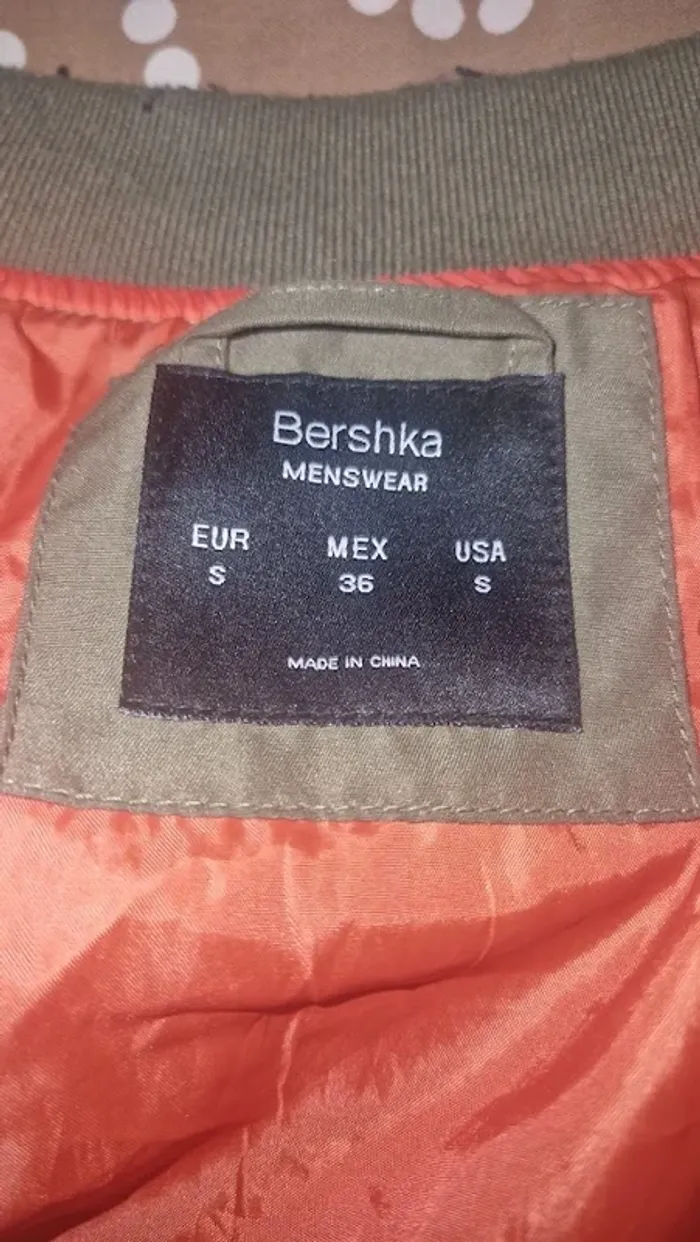 Bershka
MENSWEAR
EUR MEX USA
S 36 S
MADE IN CHINA